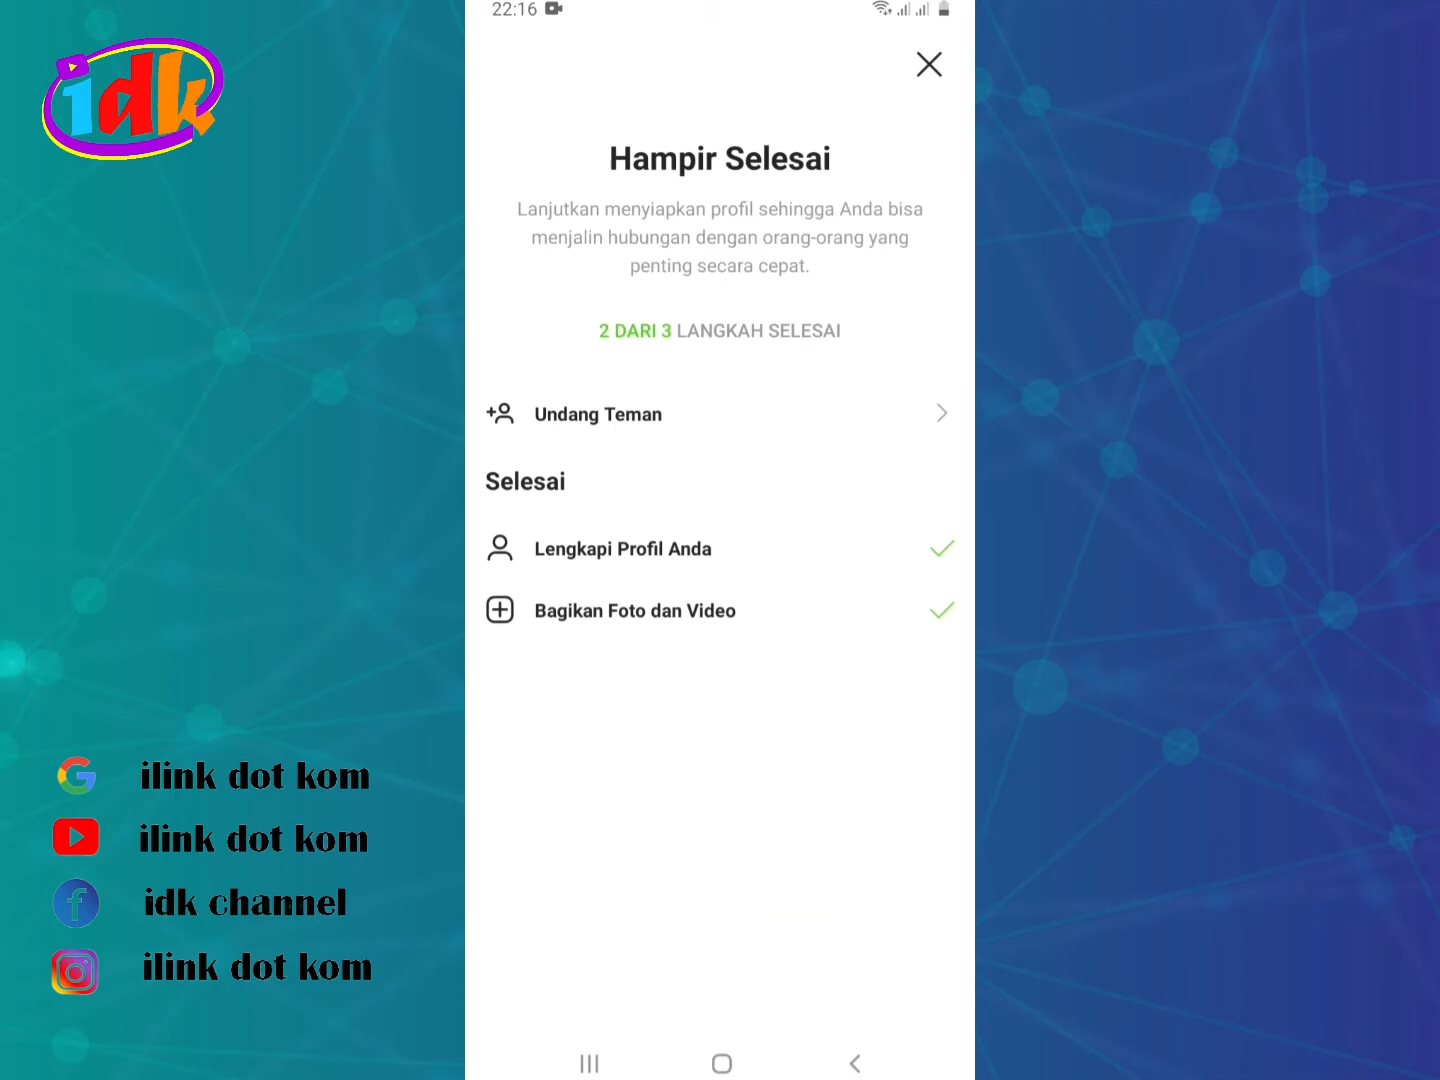 22:16
idk
Hampir Selesai
Lanjutkan menyiapkan profil sehingga Anda bisa
menjalin hubungan dengan orang-orang yang
penting secara cepat.
2 DARI 3 LANGKAH SELESAI
Undang Teman
Selesai
Lengkapi Profil Anda
Bagikan Foto dan Video
ilink dot kom
ilink dot kom
idk channel
ilink dot kom